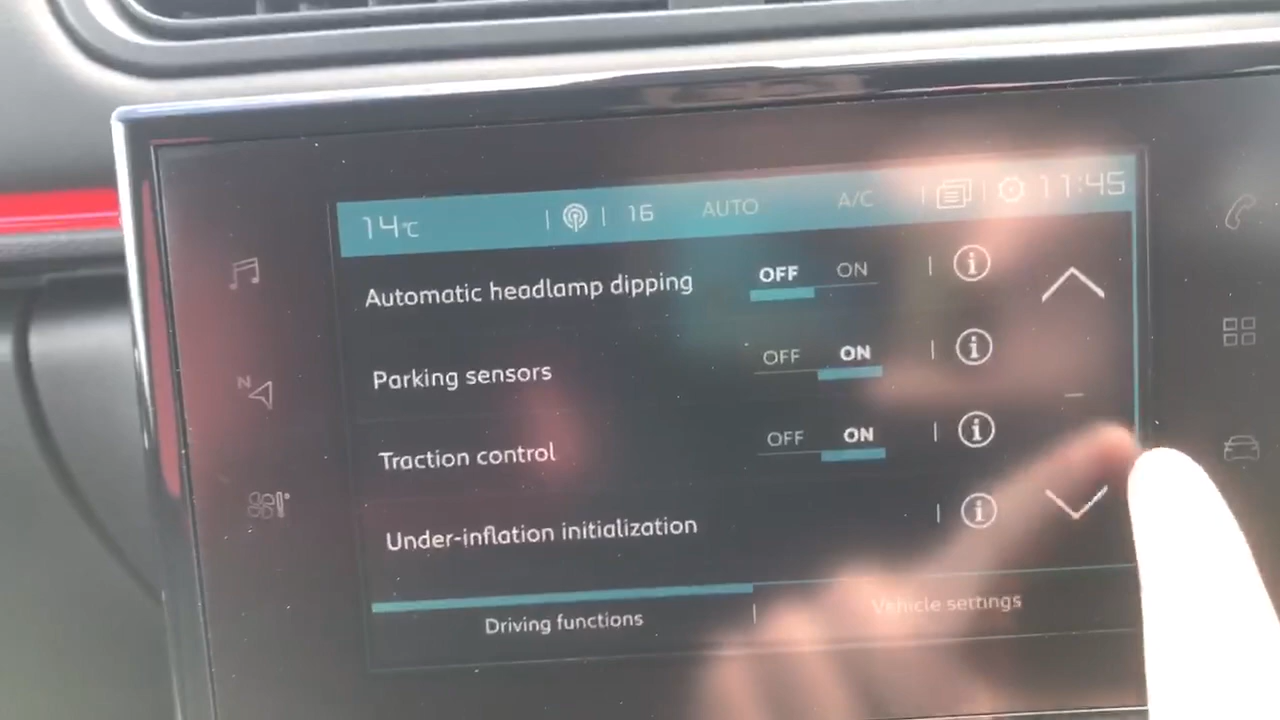 14°C 16 AUTO A/C 11:45
Automatic headlamp dipping OFF ON
Parking sensors OFF ON
N
Traction control OFF ON
Under-inflation initialization
Driving functions Vehicle settings